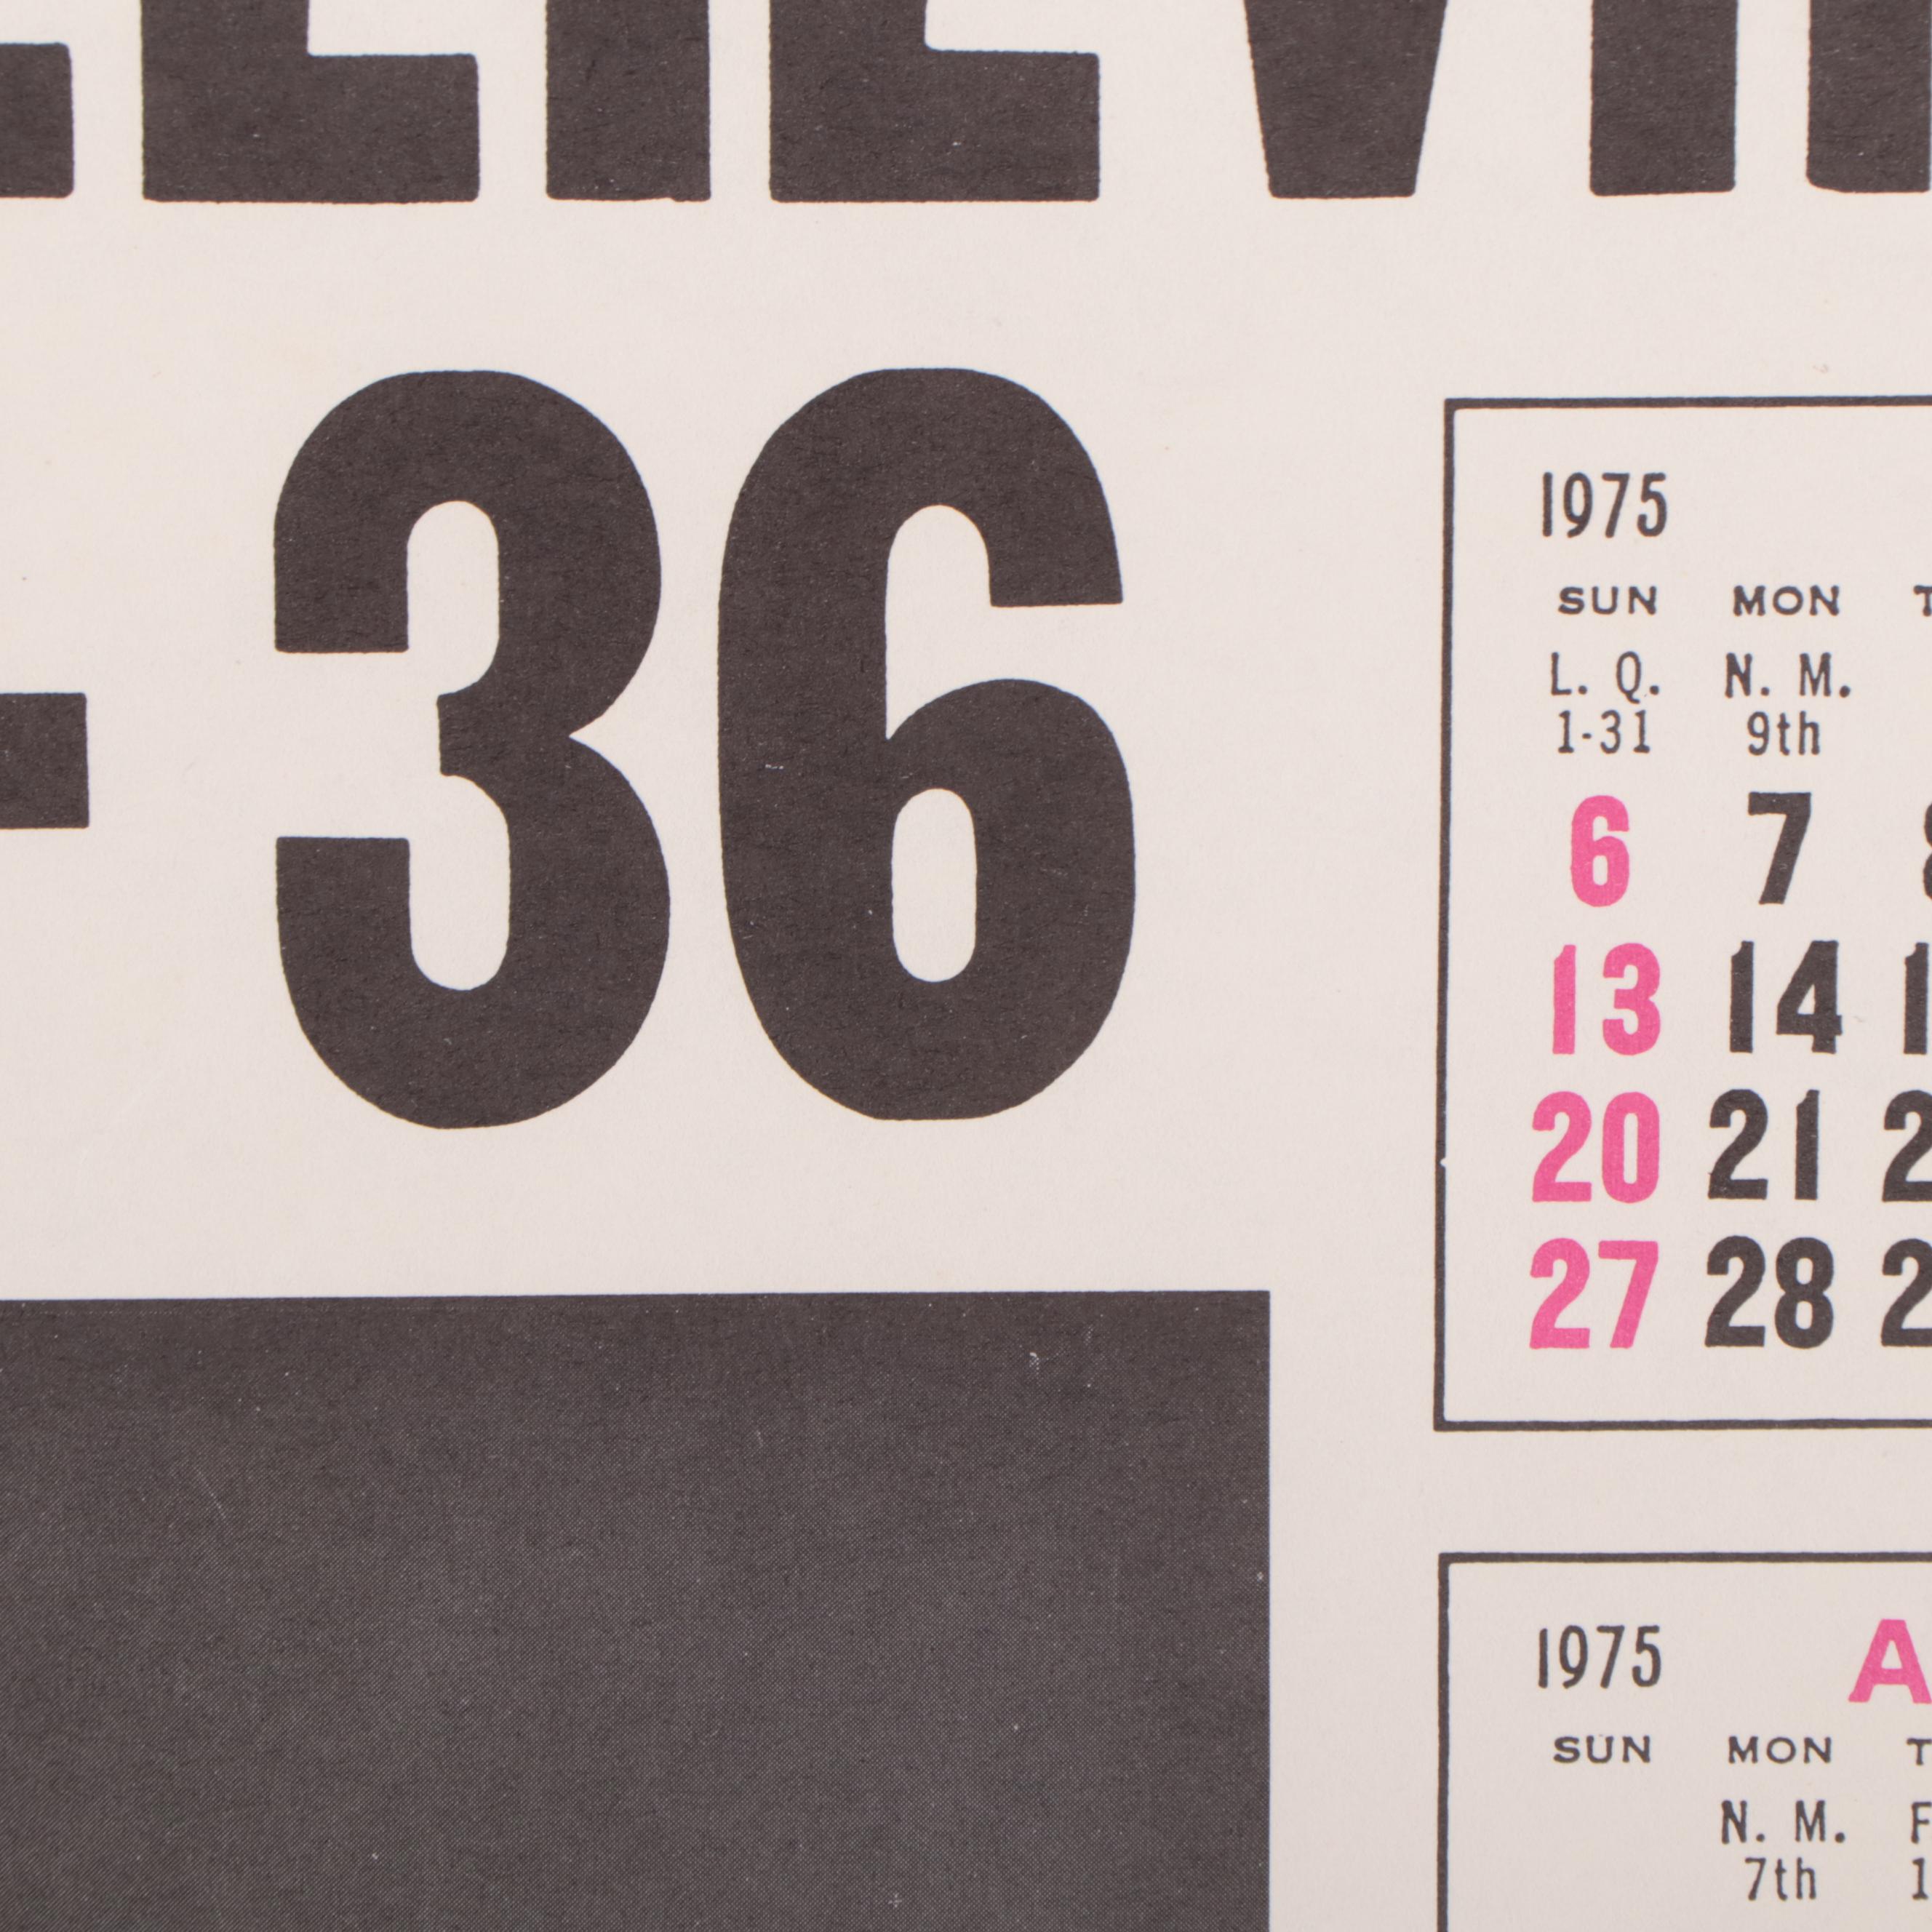 - 36
1975
SUN MON
L. Q. N. M.
1-31 9th
6 7
13 14
20 21
27 28
1975 A
SUN MON
N. M.
7th